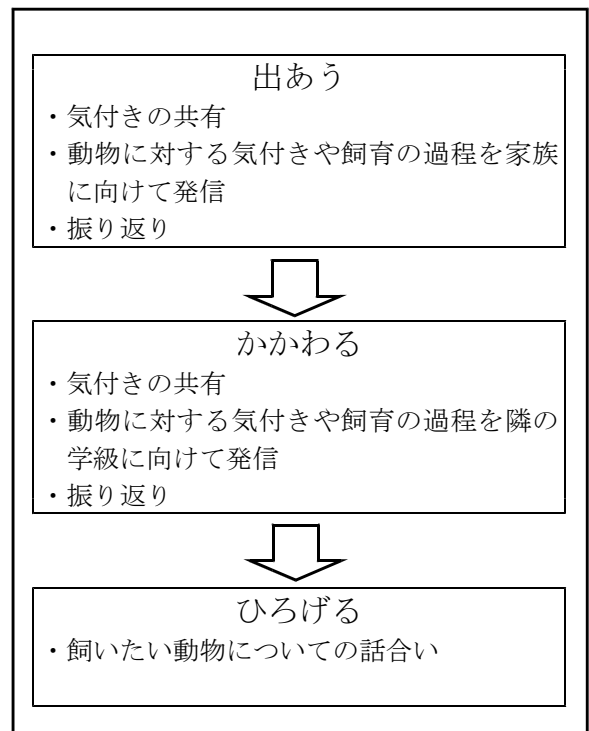 出あう
・気付きの共有
・動物に対する気付きや飼育の過程を家族
に向けて発信
・振り返り
かかわる
・気付きの共有
・動物に対する気付きや飼育の過程を隣の
学級に向けて発信
・振り返り
ひろげる
・飼いたい動物についての話合い